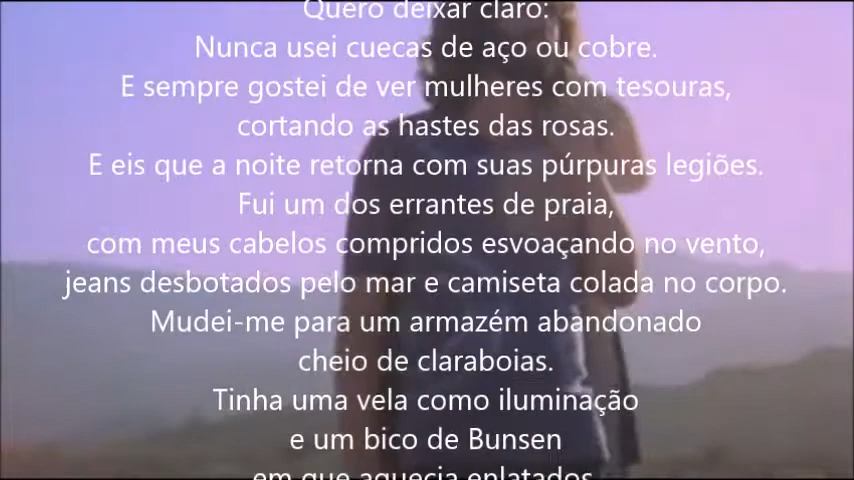 Quero deixar claro:
Nunca usei cuecas de aço ou cobre.
E sempre gostei de ver mulheres com tesouras,
cortando as hastes das rosas.
E eis que a noite retorna com suas púrpuras legiões.
Fui um dos errantes de praia,
com meus cabelos compridos esvoaçando no vento,
jeans desbotados pelo mar e camiseta colada no corpo.
Mudei-me para um armazém abandonado
cheio de claraboias.
Tinha uma vela como iluminação
e um bico de Bunsen
em que aquecia enlatados